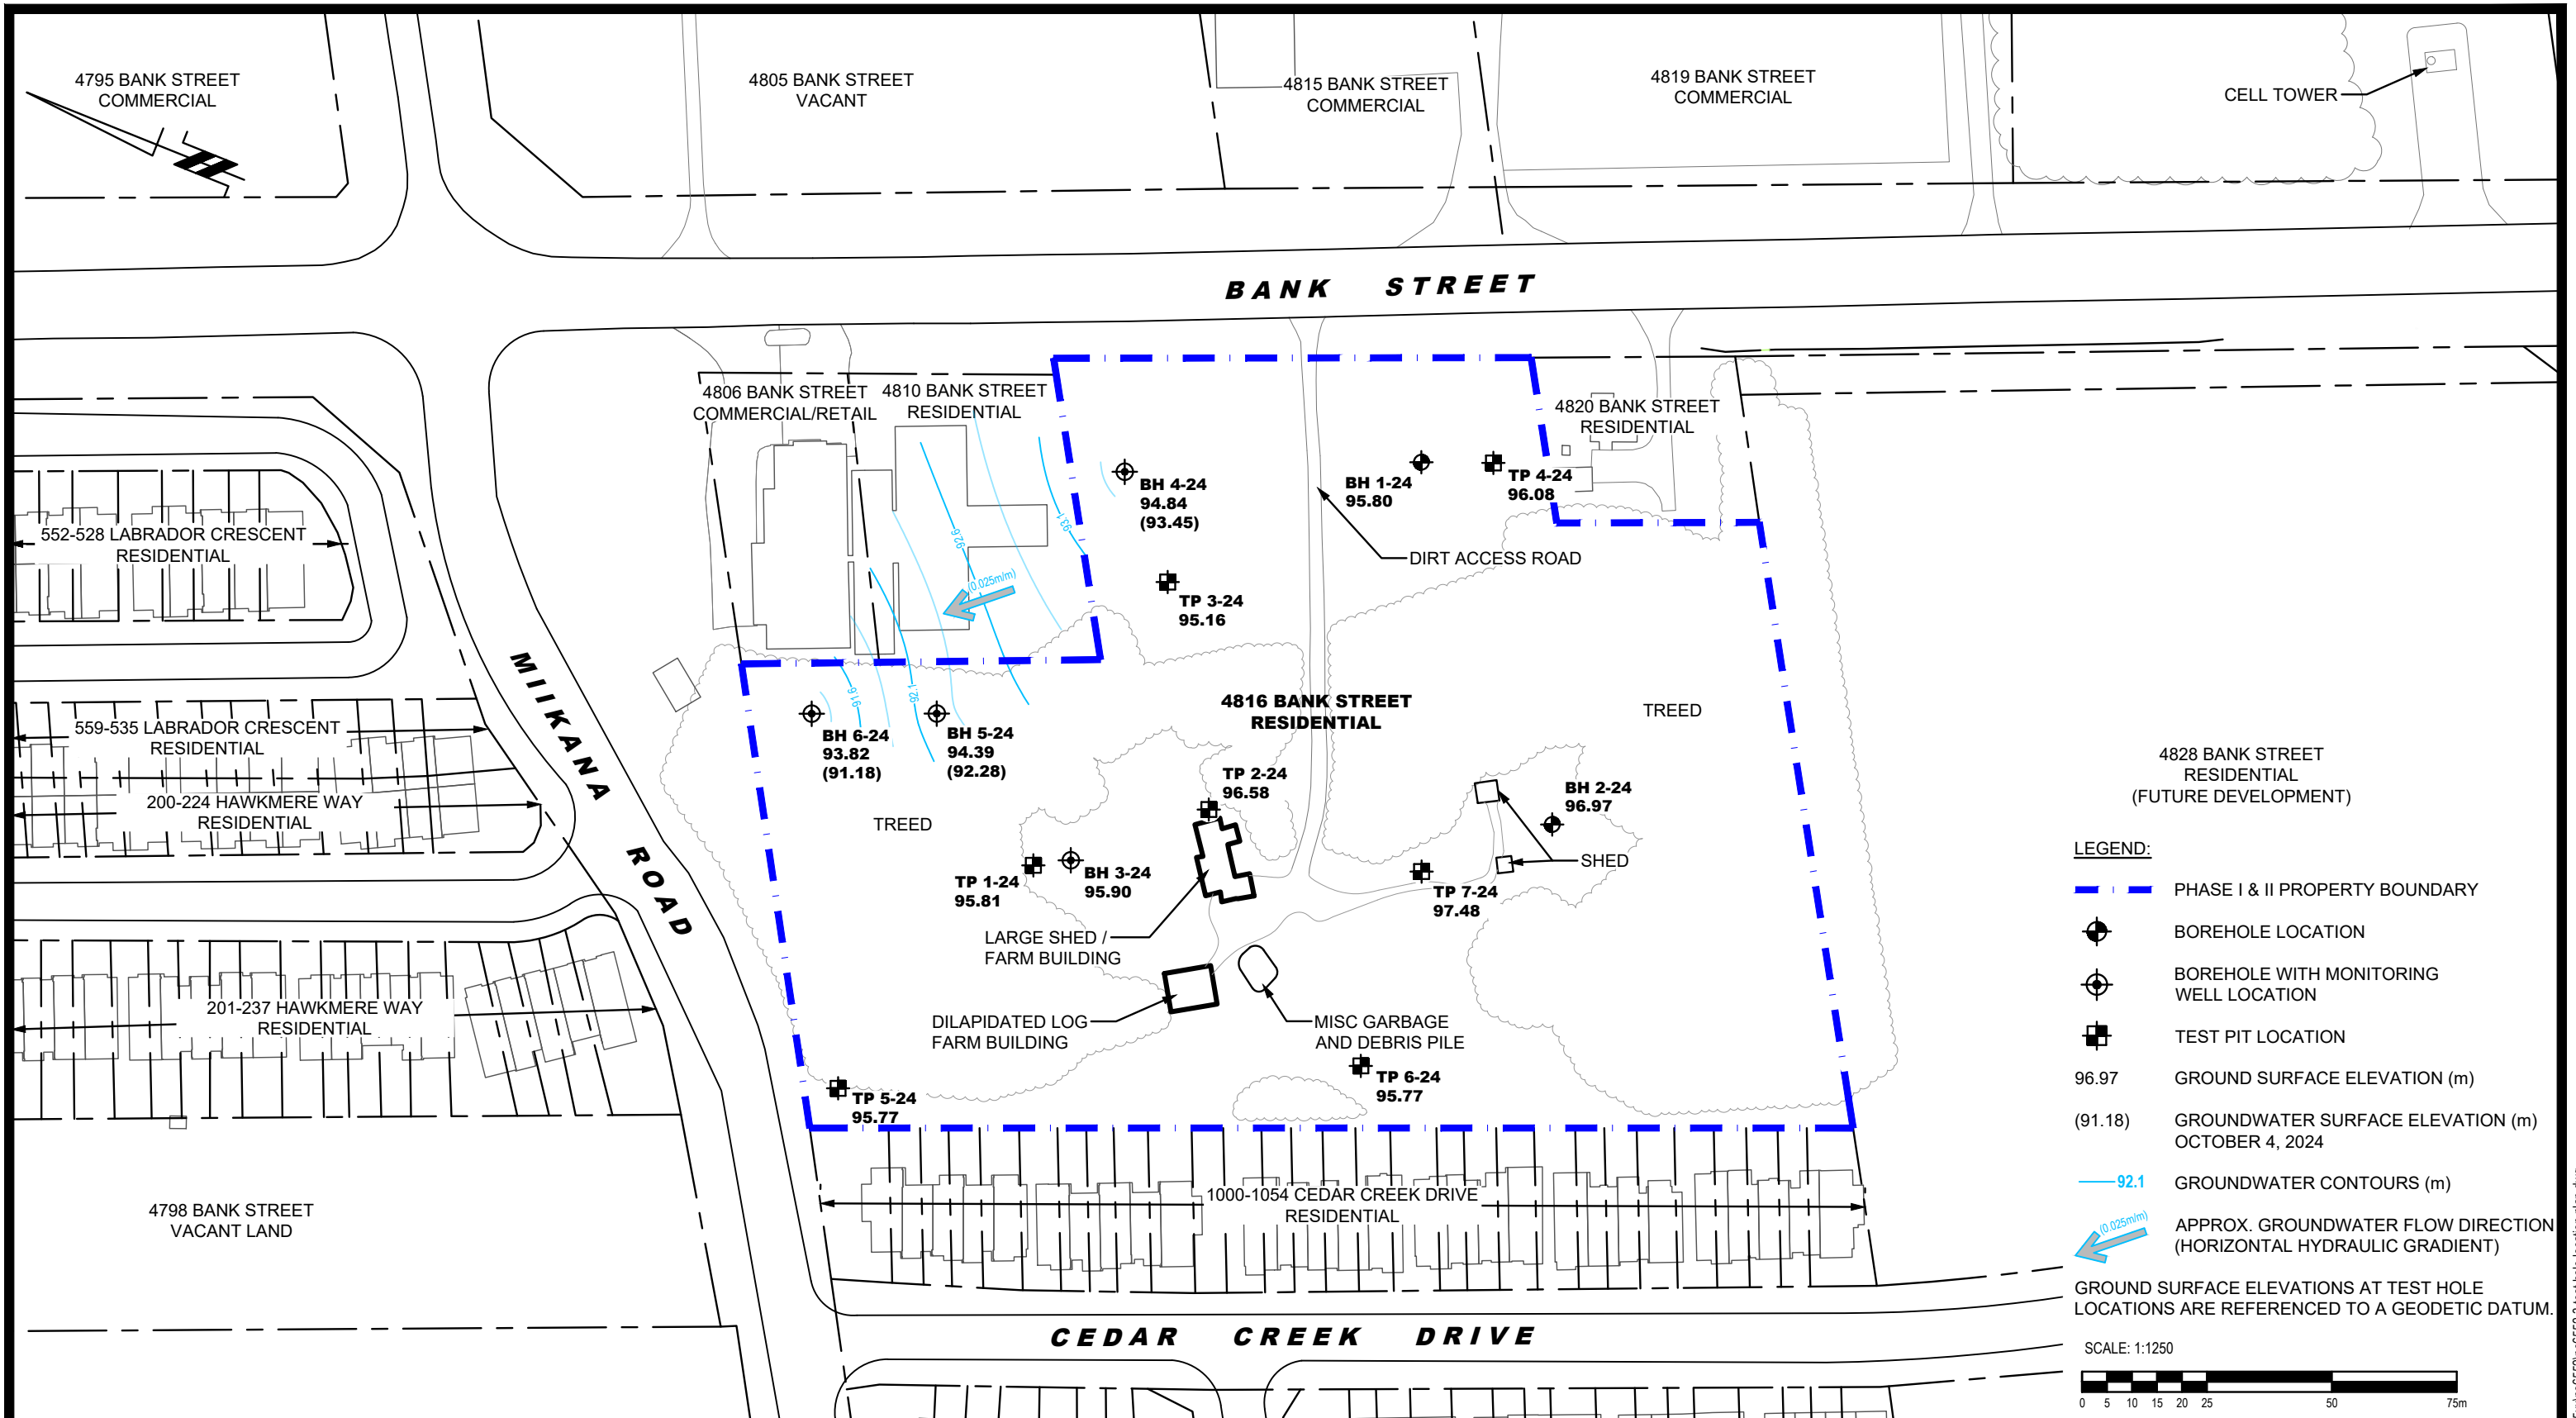 4795 BANK STREET
COMMERCIAL
4805 BANK STREET
VACANT
4815 BANK STREET
COMMERCIAL
4819 BANK STREET
COMMERCIAL
CELL TOWER
BANK STREET
4806 BANK STREET
COMMERCIAL/RETAIL
4810 BANK STREET
RESIDENTIAL
4820 BANK STREET
RESIDENTIAL
BH 4-24
94.84
(93.45)
BH 1-24
95.80
TP 4-24
96.08
93.1
92.6
(0.025m/m)
DIRT ACCESS ROAD
552-528 LABRADOR CRESCENT
RESIDENTIAL
TP 3-24
95.16
MIIKANA ROAD
91.6
92.1
4816 BANK STREET
RESIDENTIAL
TREED
559-535 LABRADOR CRESCENT
RESIDENTIAL
BH 6-24
93.82
(91.18)
BH 5-24
94.39
(92.28)
200-224 HAWKMERE WAY
RESIDENTIAL
TREED
TP 2-24
96.58
BH 2-24
96.97
SHED
4828 BANK STREET
RESIDENTIAL
(FUTURE DEVELOPMENT)
TP 1-24
95.81
BH 3-24
95.90
TP 7-24
97.48
LARGE SHED /
FARM BUILDING
201-237 HAWKMERE WAY
RESIDENTIAL
DILAPIDATED LOG
FARM BUILDING
MISC GARBAGE
AND DEBRIS PILE
TP 5-24
95.77
TP 6-24
95.77
4798 BANK STREET
VACANT LAND
1000-1054 CEDAR CREEK DRIVE
RESIDENTIAL
CEDAR CREEK DRIVE
LEGEND:
PHASE I & II PROPERTY BOUNDARY
BOREHOLE LOCATION
BOREHOLE WITH MONITORING
WELL LOCATION
TEST PIT LOCATION
96.97 GROUND SURFACE ELEVATION (m)
(91.18) GROUNDWATER SURFACE ELEVATION (m)
OCTOBER 4, 2024
92.1 GROUNDWATER CONTOURS (m)
(0.025m/m) APPROX. GROUNDWATER FLOW DIRECTION
(HORIZONTAL HYDRAULIC GRADIENT)
GROUND SURFACE ELEVATIONS AT TEST HOLE
LOCATIONS ARE REFERENCED TO A GEODETIC DATUM.
SCALE: 1:1250
0 5 10 15 20 25 50 75m